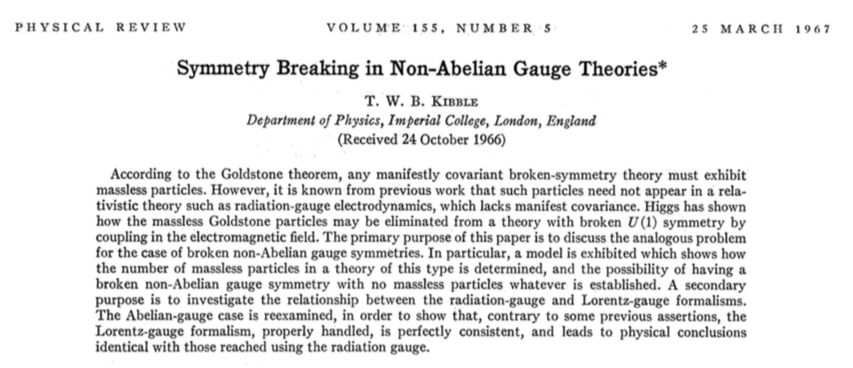 PHYSICAL REVIEW VOLUME 155, NUMBER 5 25 MARCH 1967
Symmetry Breaking in Non-Abelian Gauge Theories*
T. W. B. KIBBLE
Department of Physics, Imperial College, London, England
(Received 24 October 1966)
According to the Goldstone theorem, any manifestly covariant broken-symmetry theory must exhibit
massless particles. However, it is known from previous work that such particles need not appear in a rela-
tivistic theory such as radiation-gauge electrodynamics, which lacks manifest covariance. Higgs has shown
how the massless Goldstone particles may be eliminated from a theory with broken U(1) symmetry by
coupling in the electromagnetic field. The primary purpose of this paper is to discuss the analogous problem
for the case of broken non-Abelian gauge symmetries. In particular, a model is exhibited which shows how
the number of massless particles in a theory of this type is determined, and the possibility of having a
broken non-Abelian gauge symmetry with no massless particles whatever is established. A secondary
purpose is to investigate the relationship between the radiation-gauge and Lorentz-gauge formalisms.
The Abelian-gauge case is reexamined, in order to show that, contrary to some previous assertions, the
Lorentz-gauge formalism, properly handled, is perfectly consistent, and leads to physical conclusions
identical with those reached using the radiation gauge.